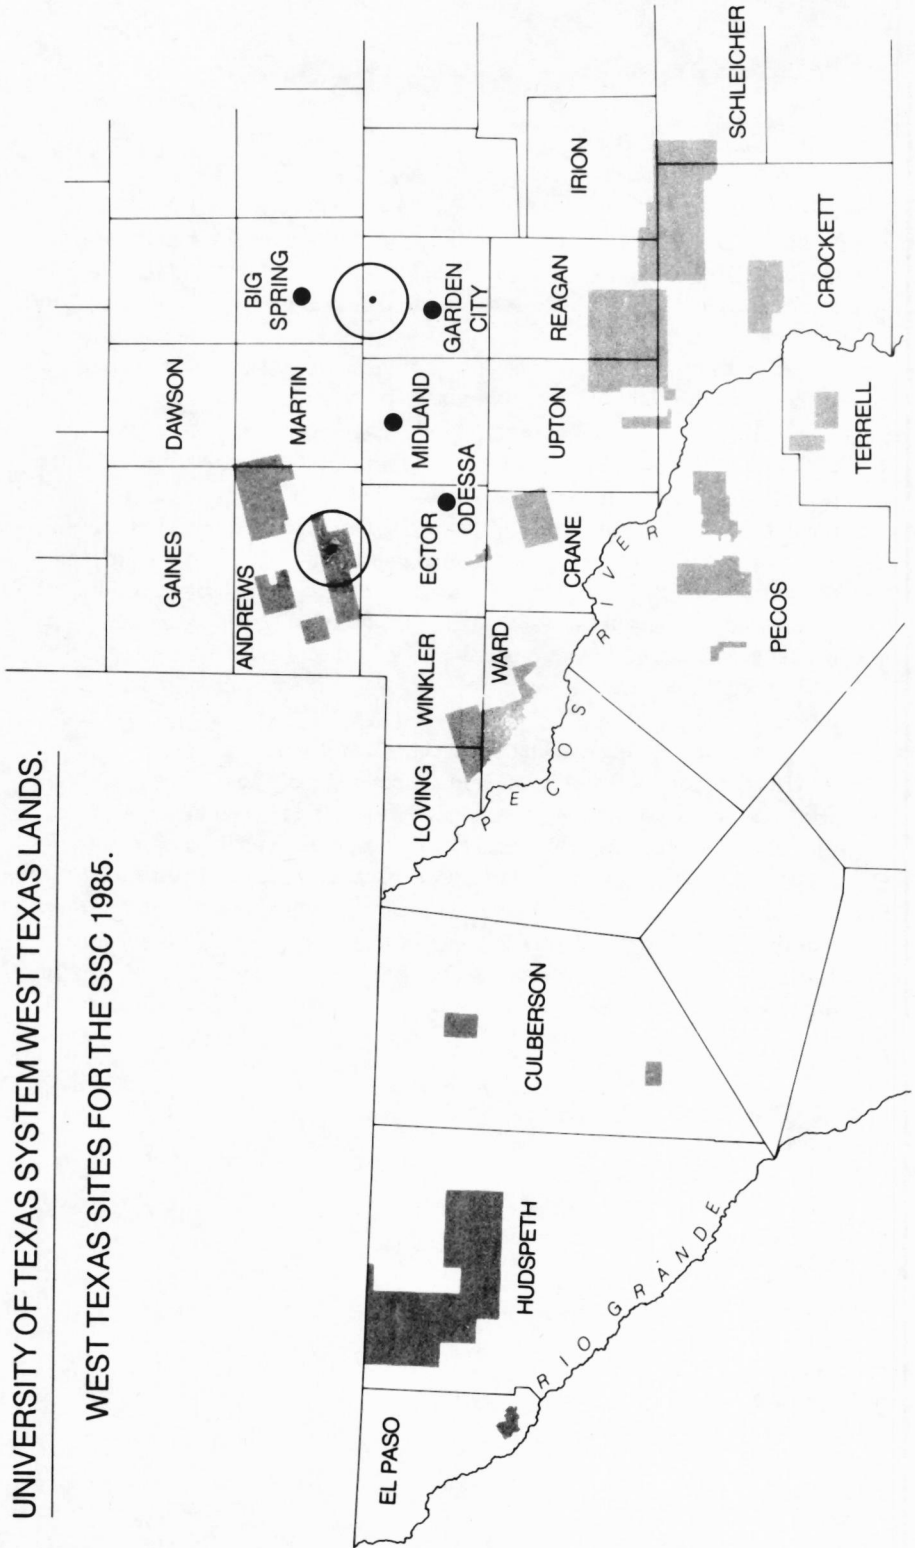 UNIVERSITY OF TEXAS SYSTEM WEST TEXAS LANDS.
WEST TEXAS SITES FOR THE SSC 1985.
GAINES
DAWSON
ANDREWS
MARTIN
BIG
SPRING
LOVING
WINKLER
ECTOR
MIDLAND
ODESSA
GARDEN
CITY
WARD
CRANE
UPTON
REAGAN
IRION
PECOS RIVER
EL PASO
HUDSPETH
CULBERSON
RIO GRANDE
PECOS
TERRELL
CROCKETT
SCHLEICHER